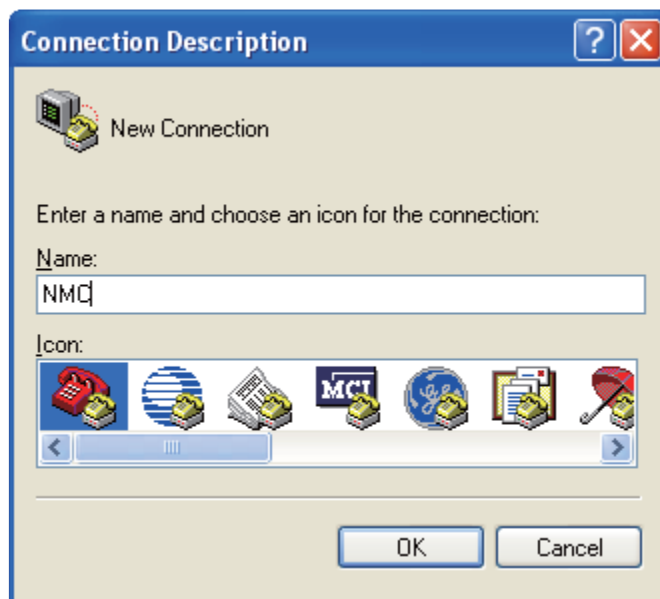 Connection Description
New Connection
Enter a name and choose an icon for the connection:
Name:
NMC
Icon:
MCI
OK
Cancel